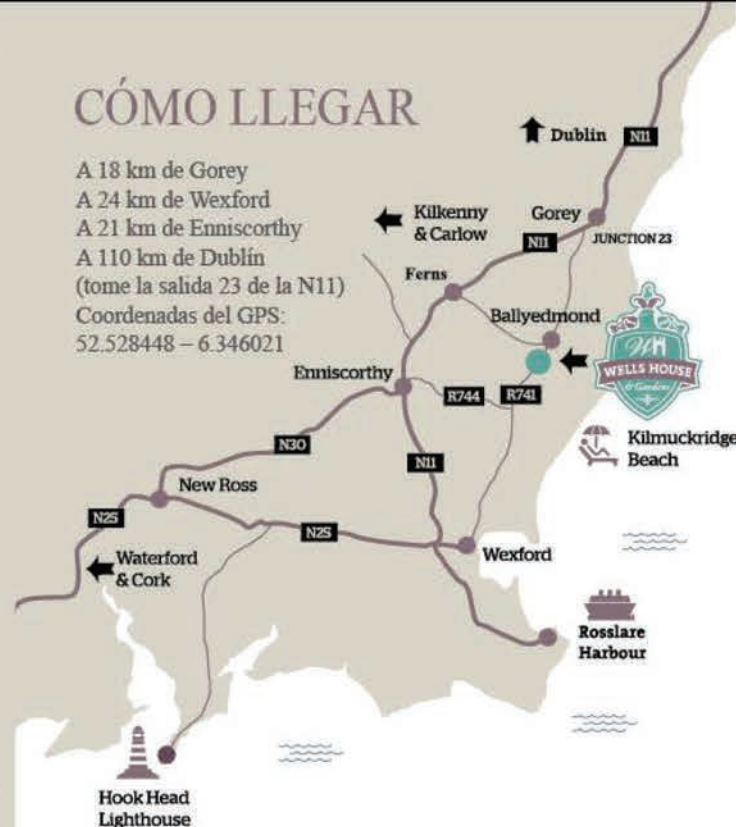 CÓMO LLEGAR
A 18 km de Gorey
A 24 km de Wexford
A 21 km de Enniscorthy
A 110 km de Dublín
(tome la salida 23 de la N11)
Coordenadas del GPS:
52.528448 – 6.346021
Dublin
N11
Kilkenny
& Carlow
Gorey
N11
JUNCTION 23
Ferns
Ballyedmond
WH
WELLS HOUSE
& Gardens
Enniscorthy
R744
R741
Kilmuckridge
Beach
N30
N11
New Ross
N25
N25
Wexford
Waterford
& Cork
Rosslare
Harbour
Hook Head
Lighthouse